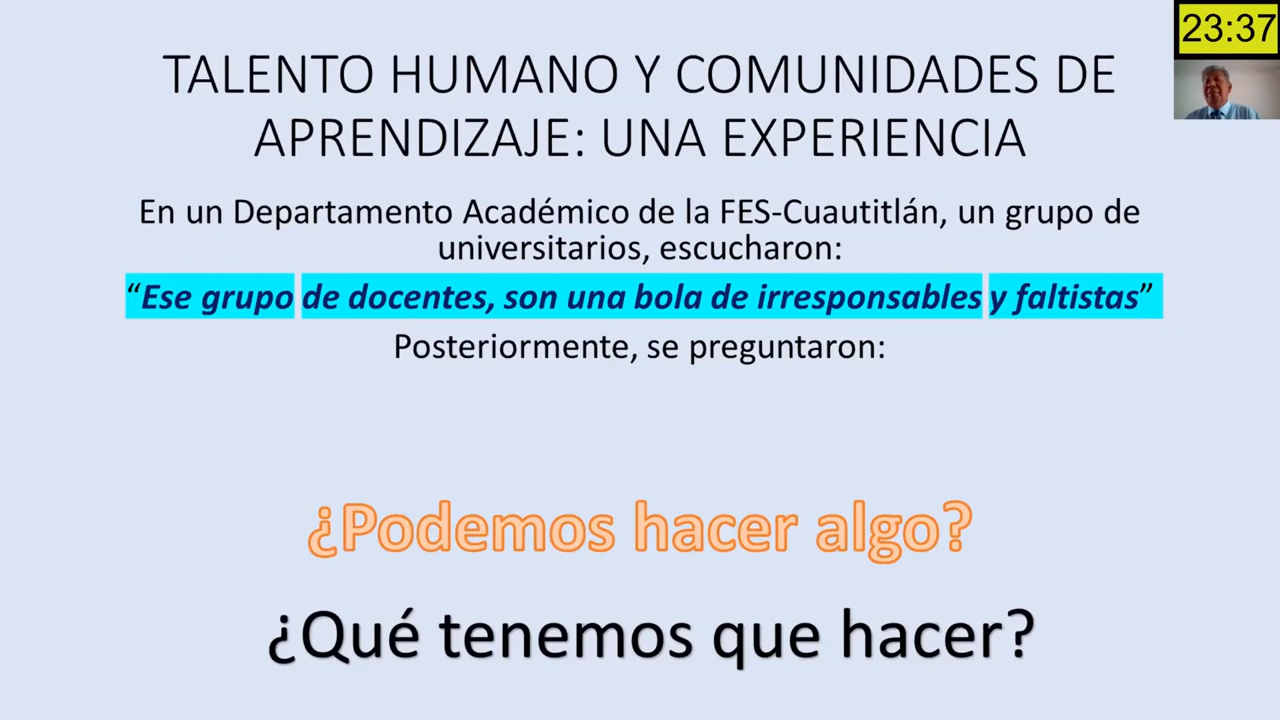 23:37
TALENTO HUMANO Y COMUNIDADES DE
APRENDIZAJE: UNA EXPERIENCIA
En un Departamento Académico de la FES-Cuautitlán, un grupo de
universitarios, escucharon:
“Ese grupo de docentes, son una bola de irresponsables y faltistas”
Posteriormente, se preguntaron:
¿Podemos hacer algo?
¿Qué tenemos que hacer?